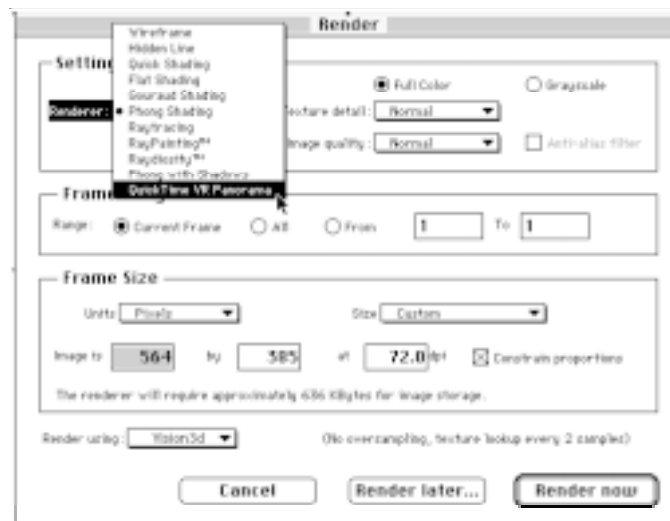 Render
Wireframe
Hidden Line
Quick Shading
Flat Shading
Gouraud Shading
Phong Shading
Raytracing
RayPainting™
Raydiosity™
Phong with Shadows
QuickTime VR Panorama
Setting
Full Color
Grayscale
Renderer:
Texture detail: Normal
Image quality: Normal
Anti-alias filter
Frame
Range: Current Frame All From 1 To 1
Frame Size
Units Pixels
Size Custom
Image is 564 by 385 at 72.0 dpi Constrain proportions
The renderer will require approximately 636 KBytes for image storage.
Render using: Vision3d (No oversampling, texture lookup every 2 samples)
Cancel Render later... Render now